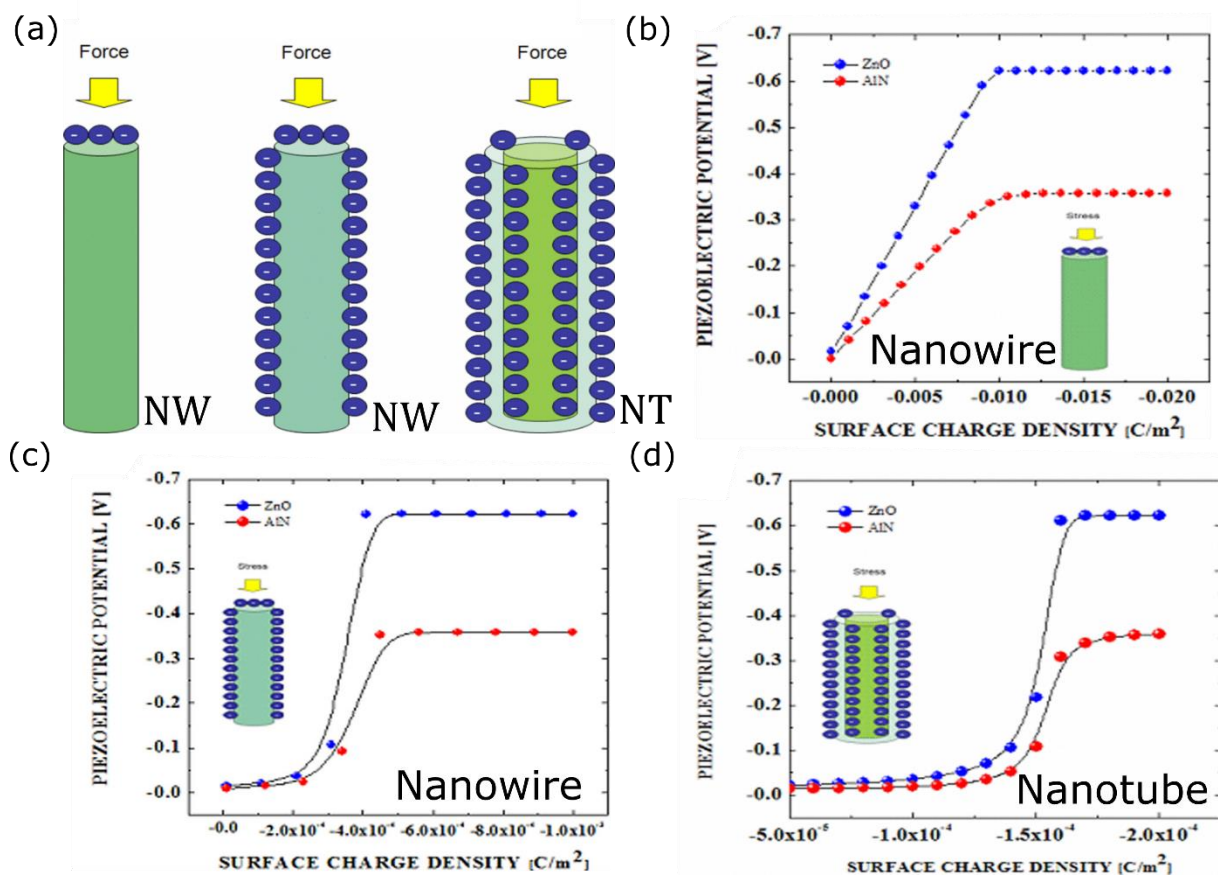 (a)
Force
Force
Force
NW
NW
NT
(b)
PIEZOELECTRIC POTENTIAL [V]
-0.7
-0.6
-0.5
-0.4
-0.3
-0.2
-0.1
-0.0
ZnO
AlN
Stress
Nanowire
-0.000 -0.005 -0.010 -0.015 -0.020
SURFACE CHARGE DENSITY [C/m²]
(c)
PIEZOELECTRIC POTENTIAL [V]
-0.7
-0.6
-0.5
-0.4
-0.3
-0.2
-0.1
-0.0
ZnO
AlN
Stress
Nanowire
-0.0 -2.0x10⁻⁴ -4.0x10⁻⁴ -6.0x10⁻⁴ -8.0x10⁻⁴ -1.0x10⁻³
SURFACE CHARGE DENSITY [C/m²]
(d)
PIEZOELECTRIC POTENTIAL [V]
-0.7
-0.6
-0.5
-0.4
-0.3
-0.2
-0.1
-0.0
ZnO
AlN
Stress
Nanotube
-5.0x10⁻⁵ -1.0x10⁻⁴ -1.5x10⁻⁴ -2.0x10⁻⁴
SURFACE CHARGE DENSITY [C/m²]